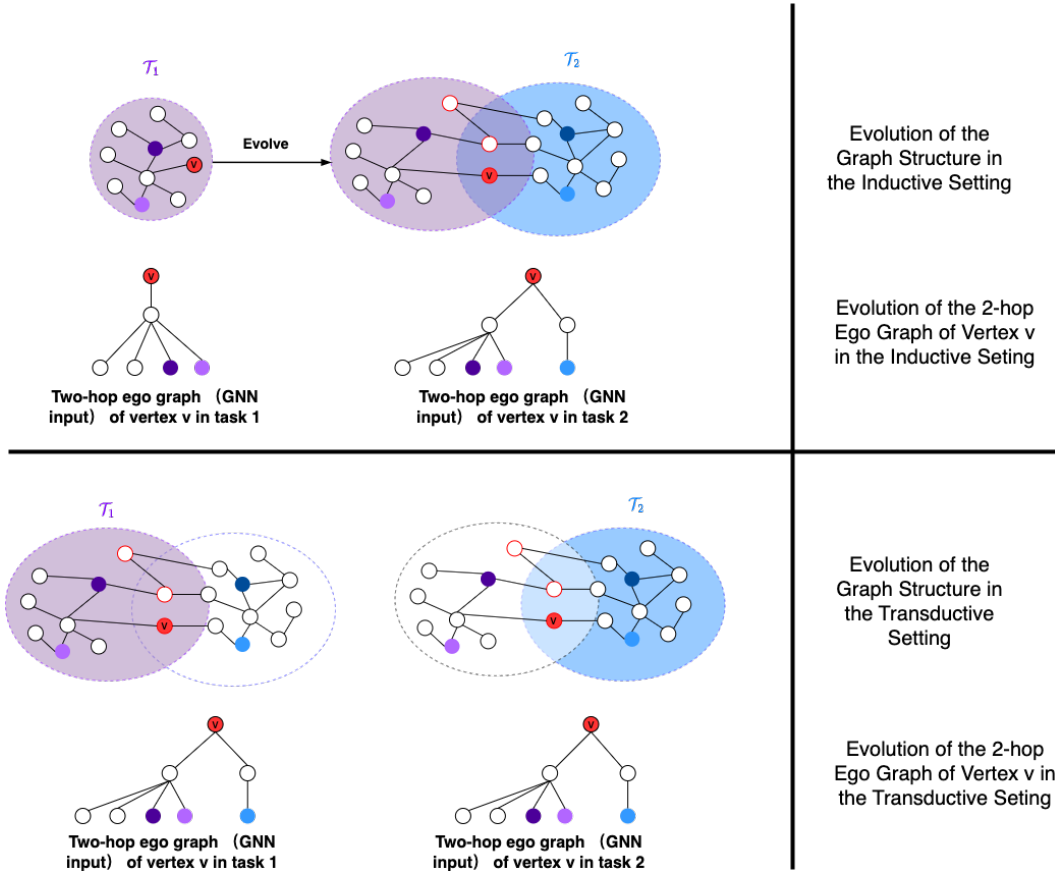 𝒯₁
𝒯₂
Evolve
v
v
Evolution of the
Graph Structure in
the Inductive Setting
v
v
Two-hop ego graph （GNN
input） of vertex v in task 1
Two-hop ego graph （GNN
input） of vertex v in task 2
Evolution of the 2-hop
Ego Graph of Vertex v
in the Inductive Seting
𝒯₁
𝒯₂
v
v
Evolution of the
Graph Structure in
the Transductive
Setting
v
v
Two-hop ego graph （GNN
input） of vertex v in task 1
Two-hop ego graph （GNN
input） of vertex v in task 2
Evolution of the 2-hop
Ego Graph of Vertex v in
the Transductive Seting